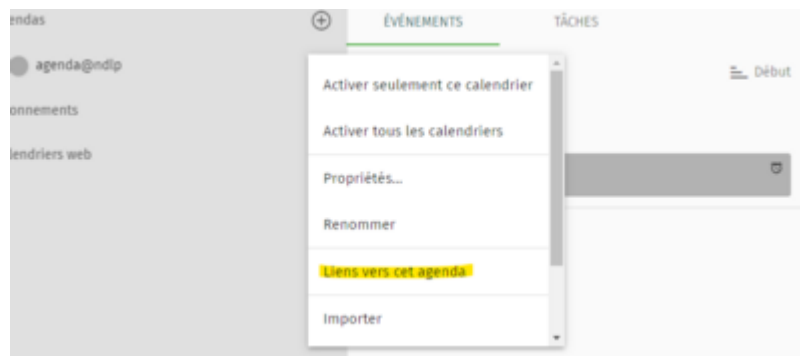 endas
ÉVÉNEMENTS
TÂCHES
agenda@ndlp
onnements
lendriers web
Activer seulement ce calendrier
Activer tous les calendriers
Propriétés...
Renommer
Liens vers cet agenda
Importer
Début